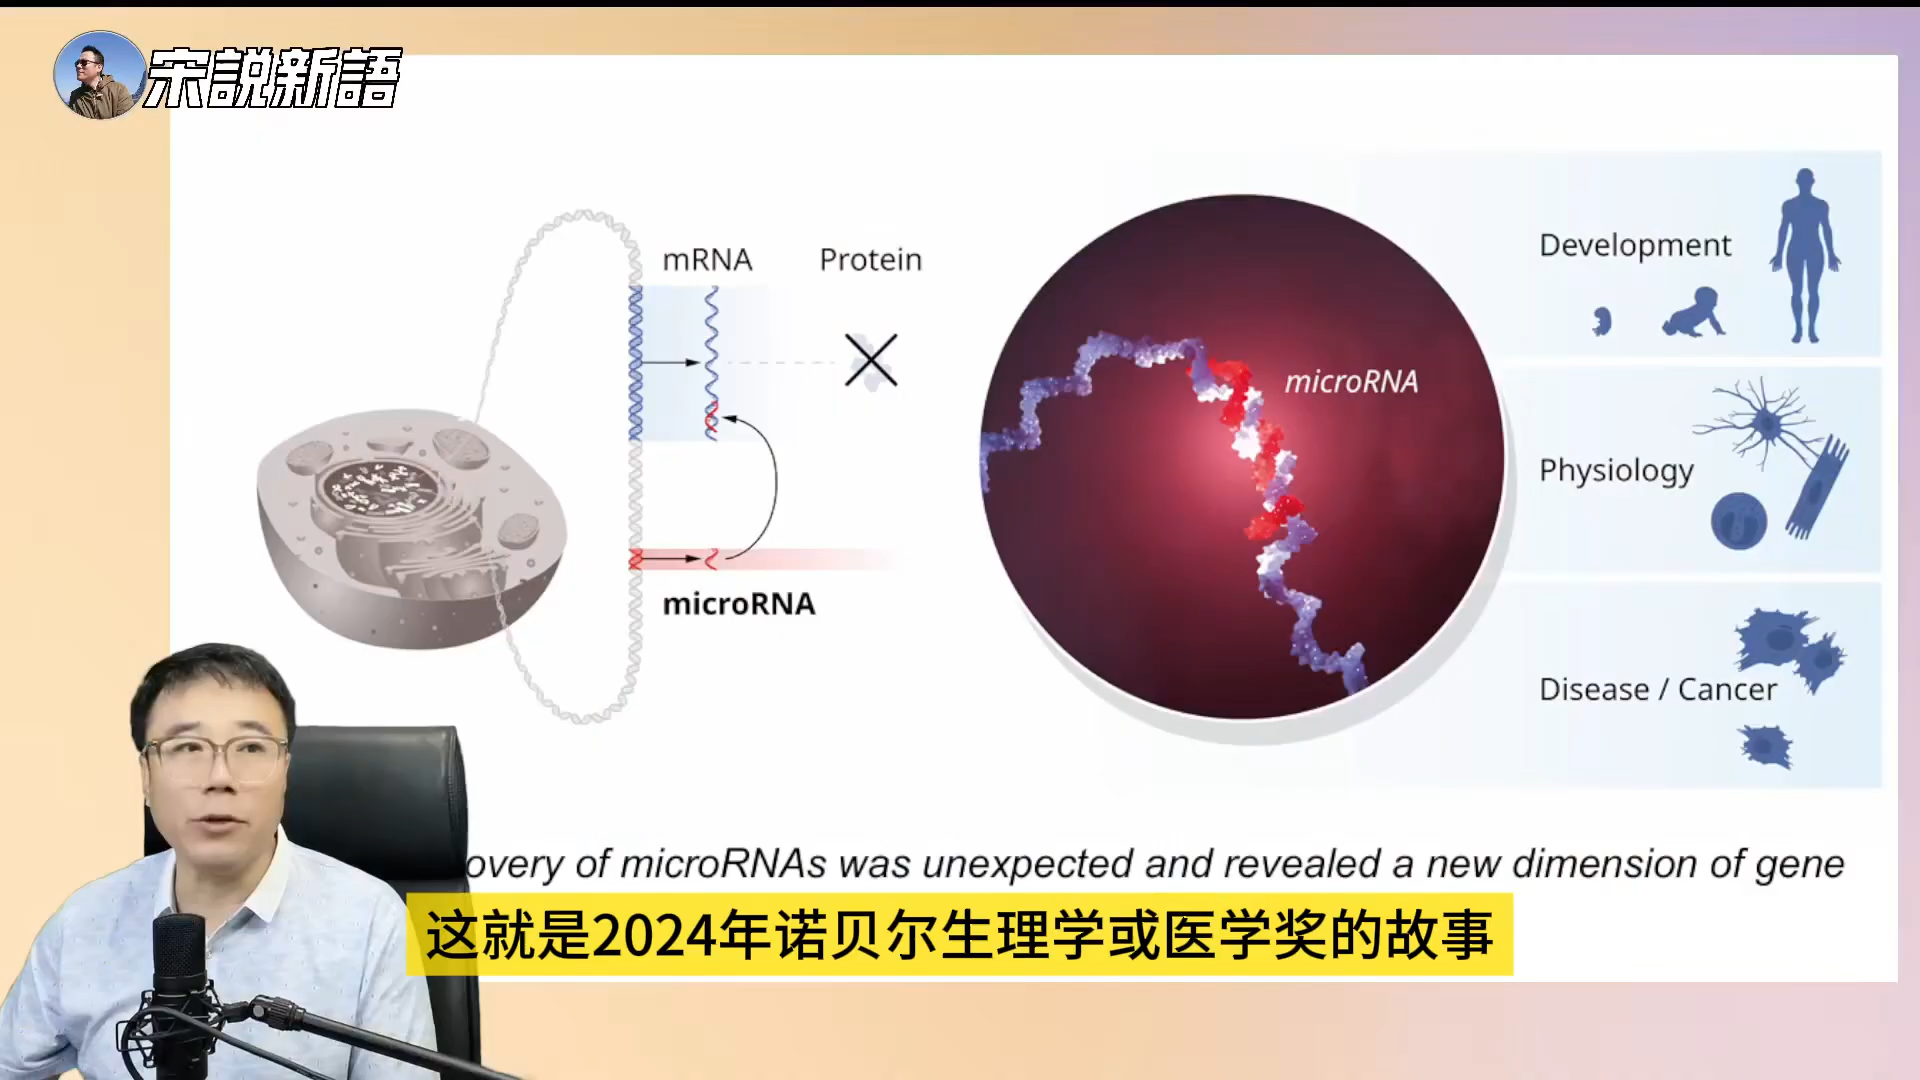 宋説新語
mRNA
Protein
microRNA
microRNA
Development
Physiology
Disease / Cancer
overy of microRNAs was unexpected and revealed a new dimension of gene
这就是2024年诺贝尔生理学或医学奖的故事